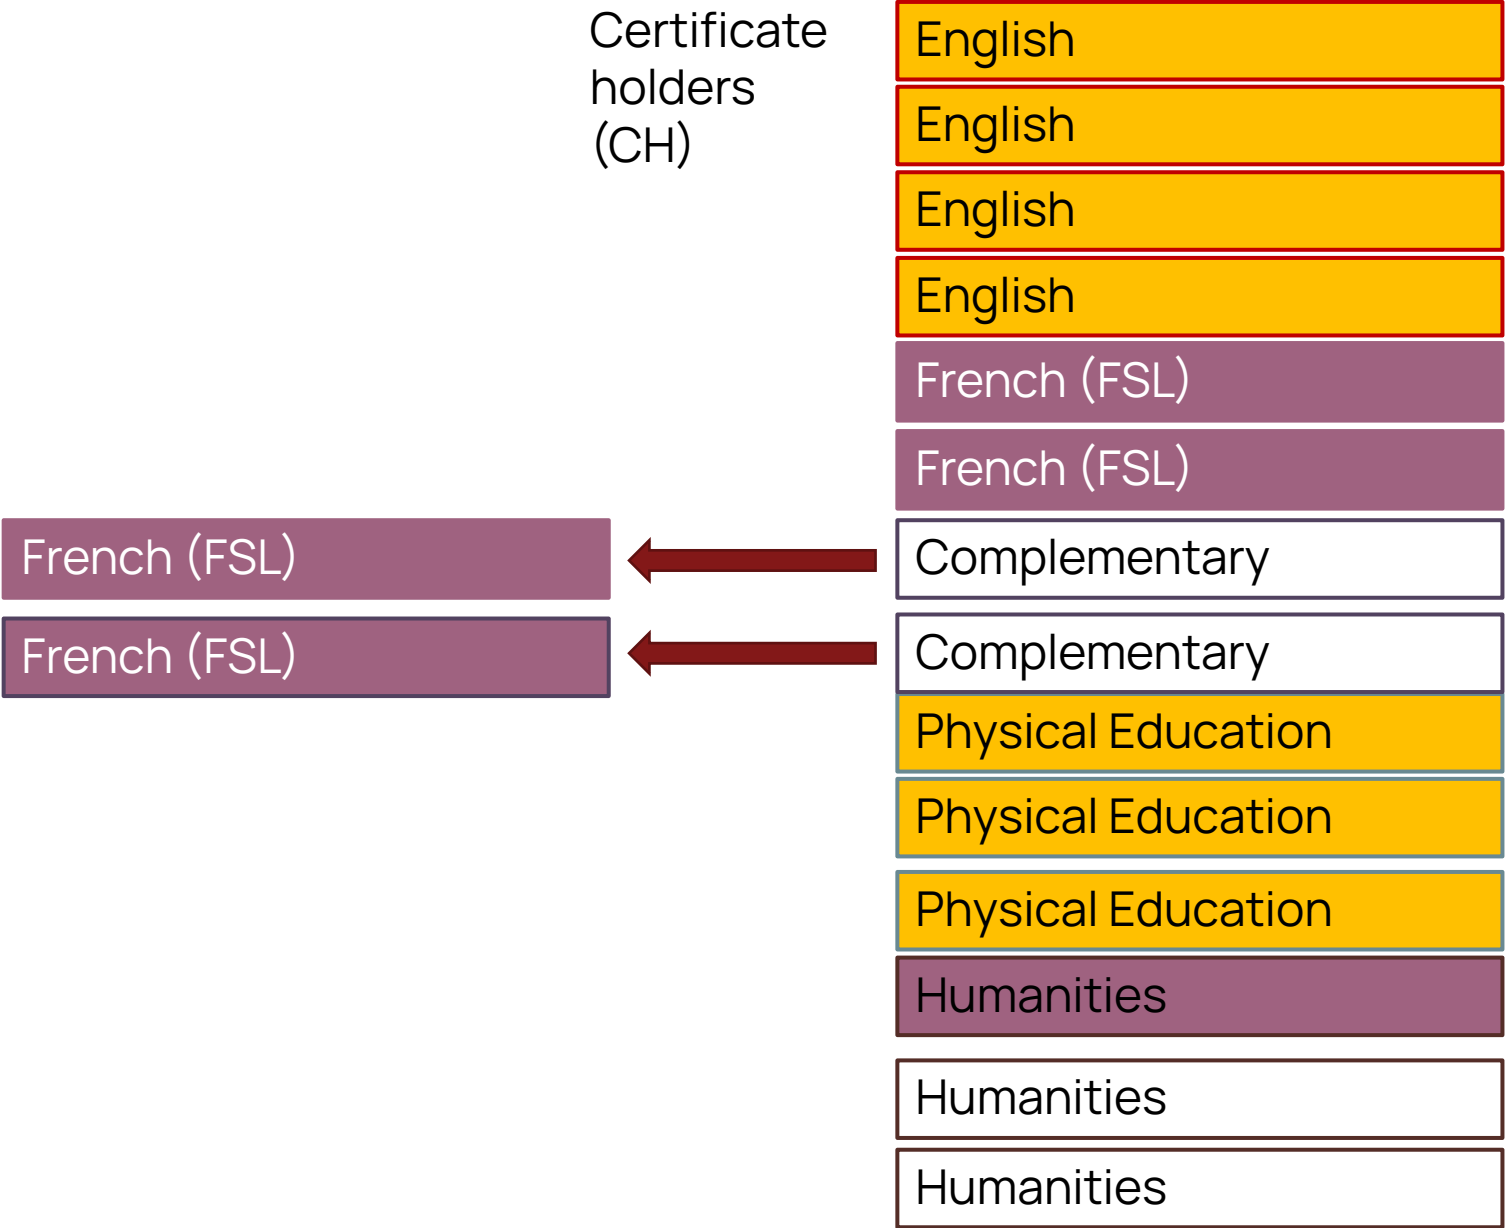 Certificate
holders
(CH)
English
English
English
English
French (FSL)
French (FSL)
French (FSL)
Complementary
French (FSL)
Complementary
Physical Education
Physical Education
Physical Education
Humanities
Humanities
Humanities